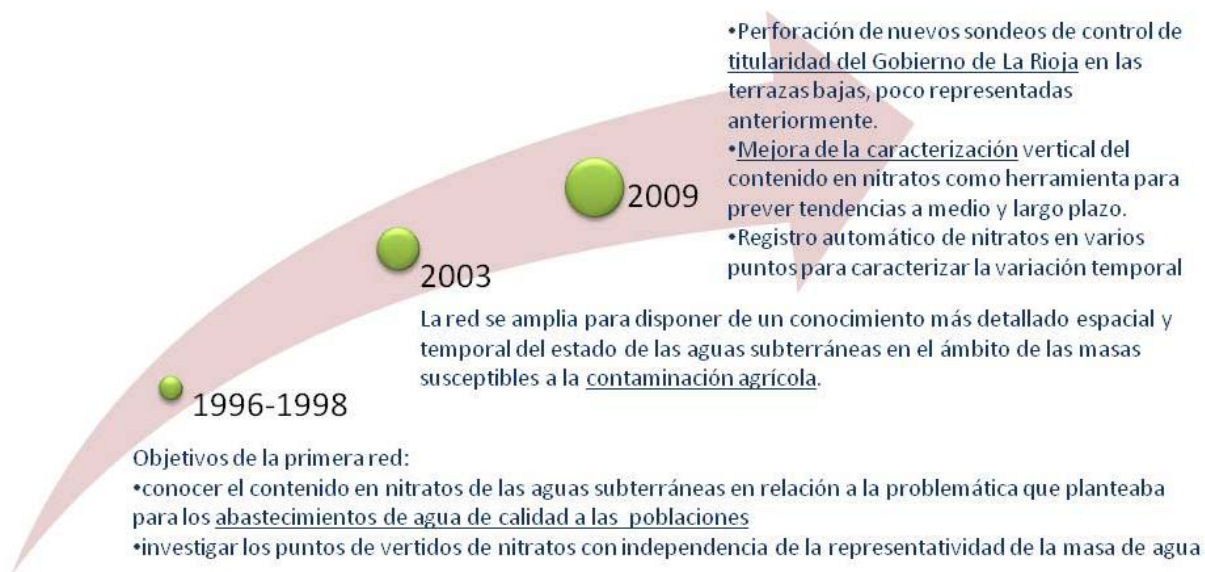 •Perforación de nuevos sondeos de control de
titularidad del Gobierno de La Rioja en las
terrazas bajas, poco representadas
anteriormente.
•Mejora de la caracterización vertical del
contenido en nitratos como herramienta para
prever tendencias a medio y largo plazo.
•Registro automático de nitratos en varios
puntos para caracterizar la variación temporal
2009
2003
La red se amplia para disponer de un conocimiento más detallado espacial y
temporal del estado de las aguas subterráneas en el ámbito de las masas
susceptibles a la contaminación agrícola.
1996-1998
Objetivos de la primera red:
•conocer el contenido en nitratos de las aguas subterráneas en relación a la problemática que planteaba
para los abastecimientos de agua de calidad a las poblaciones
•investigar los puntos de vertidos de nitratos con independencia de la representatividad de la masa de agua